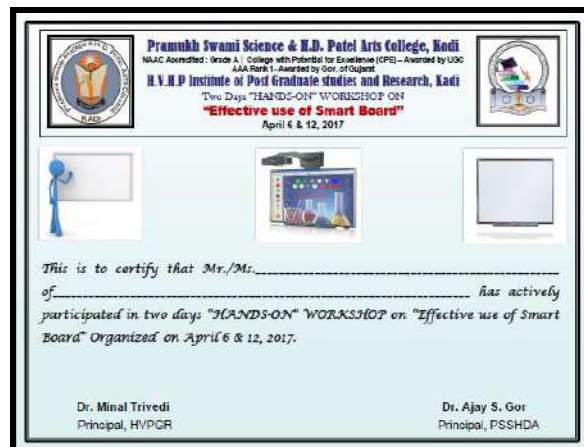 Pramukh Swami Science & H.D. Patel Arts College, Kadi
NAAC Accredited : Grade A | College with Potential for Excellence (CPE) – Awarded by UGC
AAA Rank 1- Awarded by Gov. of Gujarat
H.V.H.P Institute of Post Graduate studies and Research, Kadi
Two Days "HANDS-ON" WORKSHOP ON
"Effective use of Smart Board"
April 6 & 12, 2017
KADI
This is to certify that Mr./Ms.
of has actively
participated in two days "HANDS-ON" WORKSHOP on "Effective use of Smart
Board" Organized on April 6 & 12, 2017.
Dr. Minal Trivedi Dr. Ajay S. Gor
Principal, HVPGR Principal, PSSHDA